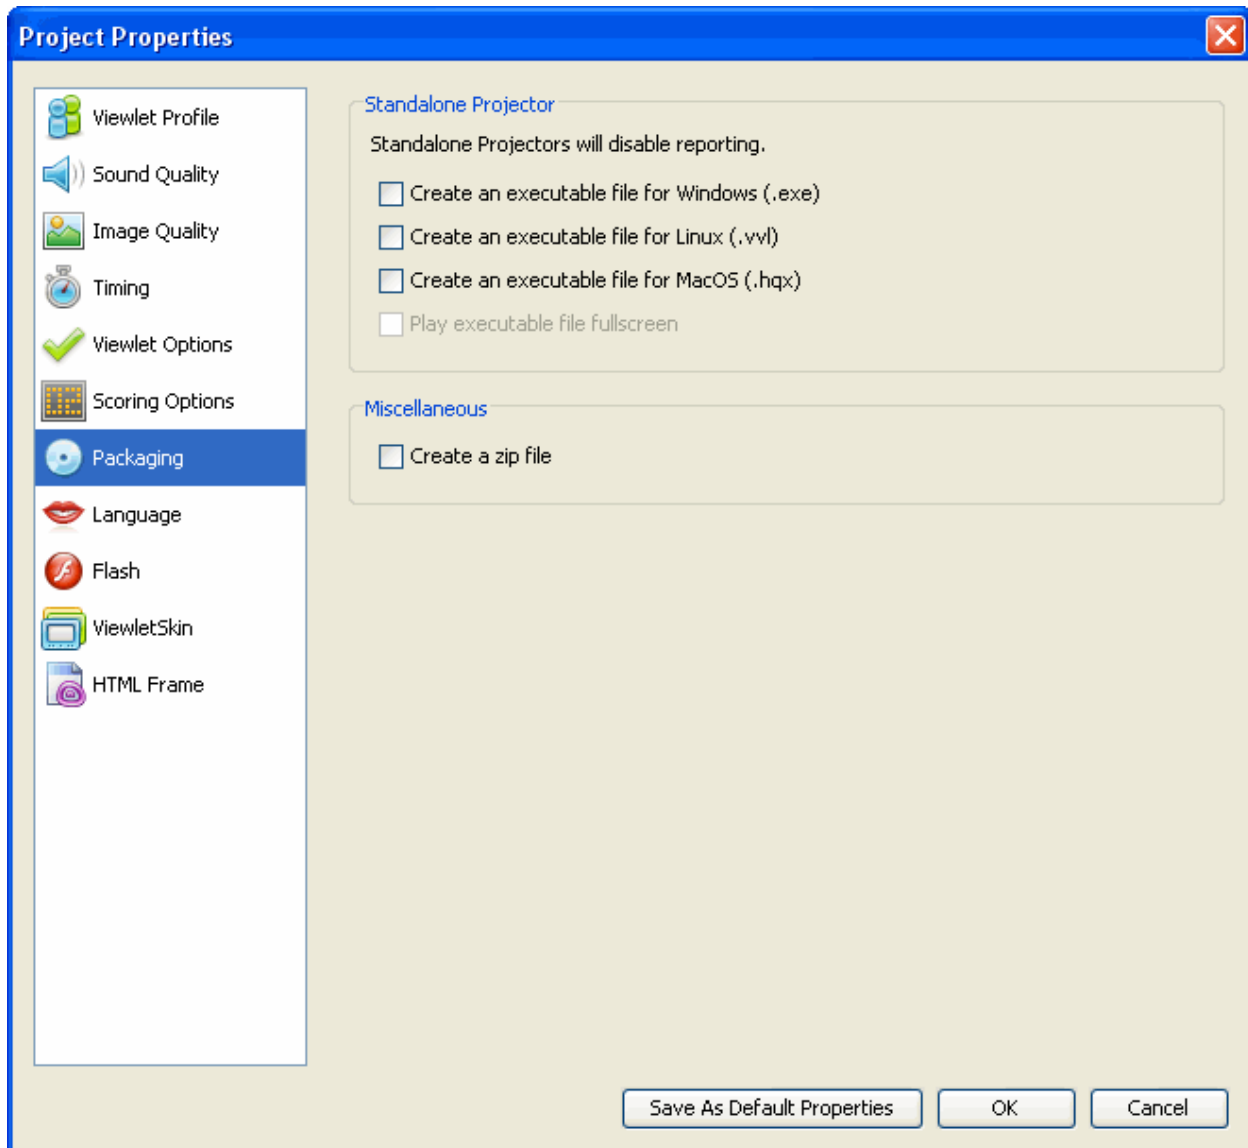 Project Properties
Viewlet Profile
Sound Quality
Image Quality
Timing
Viewlet Options
Scoring Options
Packaging
Language
Flash
ViewletSkin
HTML Frame
Standalone Projector
Standalone Projectors will disable reporting.
Create an executable file for Windows (.exe)
Create an executable file for Linux (.vvl)
Create an executable file for MacOS (.hqx)
Play executable file fullscreen
Miscellaneous
Create a zip file
Save As Default Properties
OK
Cancel